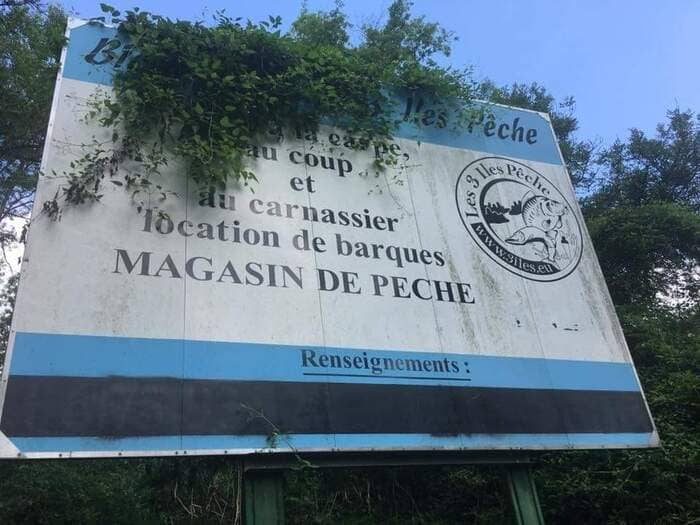 Iles Pêche
la carpe,
au coup
et
au carnassier
location de barques
MAGASIN DE PECHE
Les 3 Iles Pêche
www.3iles.eu
Renseignements :